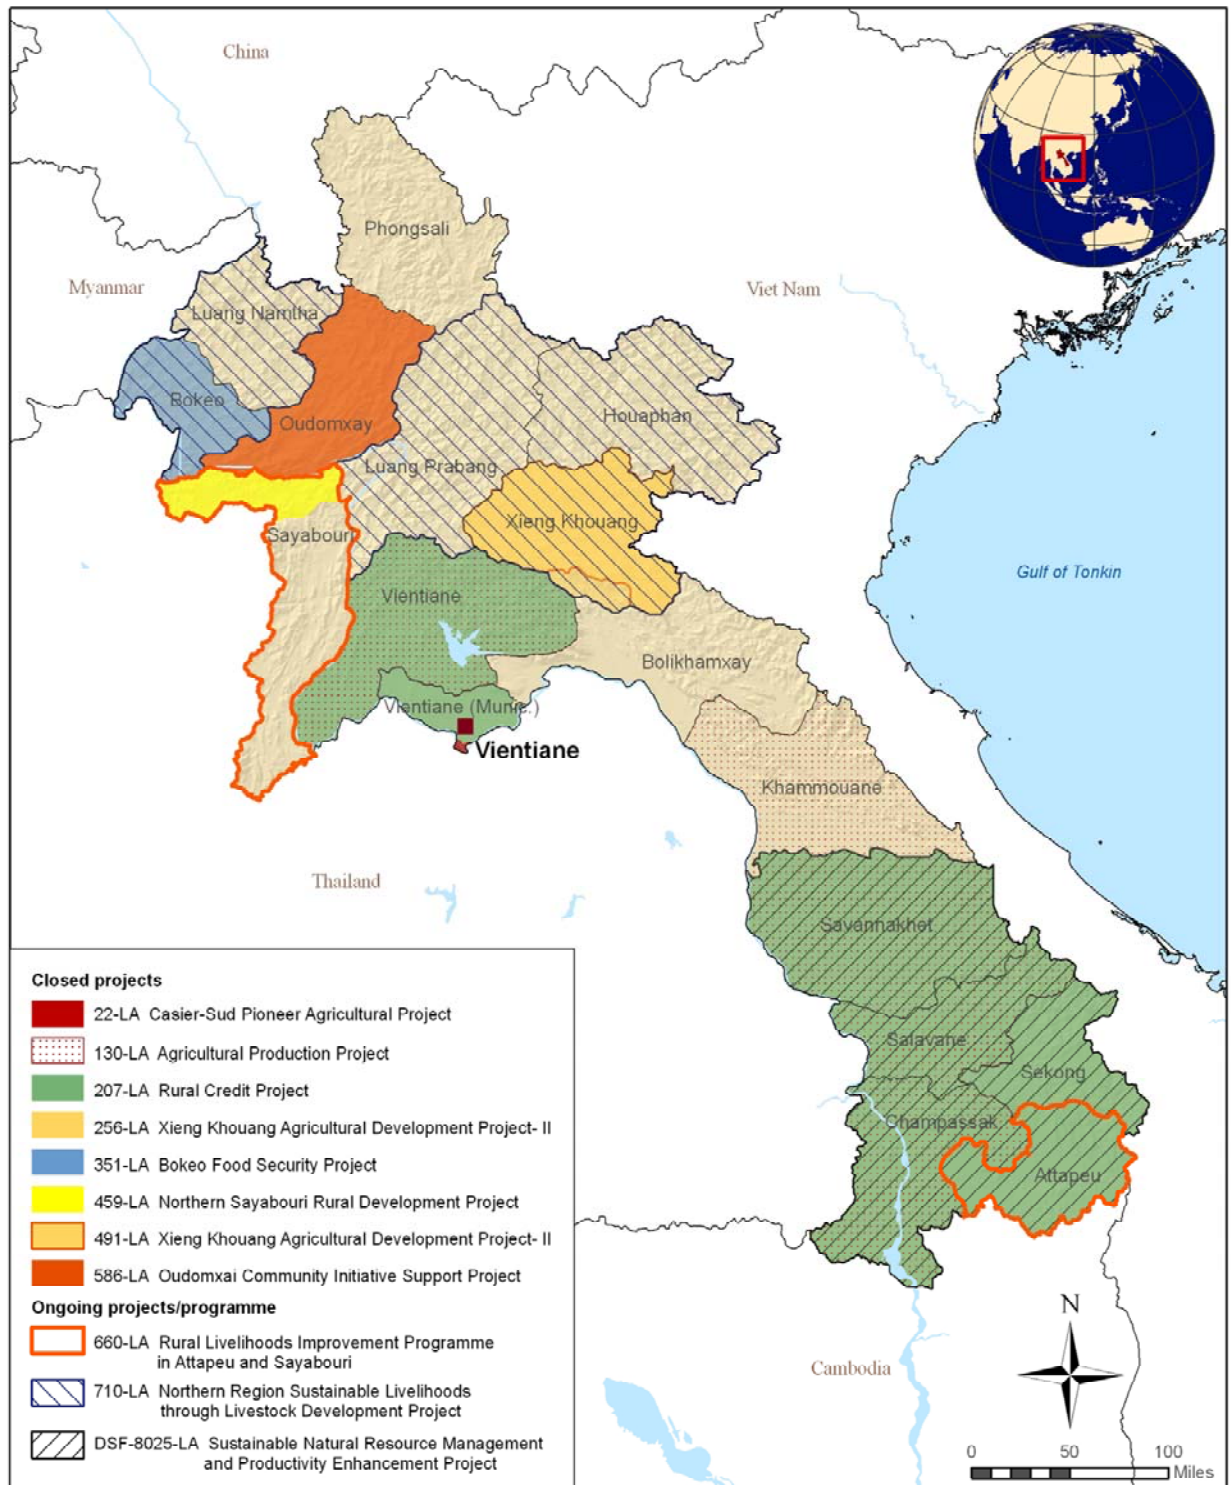 China
Phongsali
Myanmar
Viet Nam
Luang Namtha
Bokeo
Oudomxay
Houaphan
Luang Prabang
Xieng Khouang
Sayabouri
Gulf of Tonkin
Vientiane
Bolikhamxay
Vientiane (Munic.)
Vientiane
Khammouane
Thailand
Savannakhet
Salavane
Sekong
Champassak
Attapeu
Cambodia
Closed projects
22-LA Casier-Sud Pioneer Agricultural Project
130-LA Agricultural Production Project
207-LA Rural Credit Project
256-LA Xieng Khouang Agricultural Development Project- II
351-LA Bokeo Food Security Project
459-LA Northern Sayabouri Rural Development Project
491-LA Xieng Khouang Agricultural Development Project- II
586-LA Oudomxai Community Initiative Support Project
Ongoing projects/programme
660-LA Rural Livelihoods Improvement Programme
in Attapeu and Sayabouri
710-LA Northern Region Sustainable Livelihoods
through Livestock Development Project
DSF-8025-LA Sustainable Natural Resource Management
and Productivity Enhancement Project
N
0 50 100
Miles